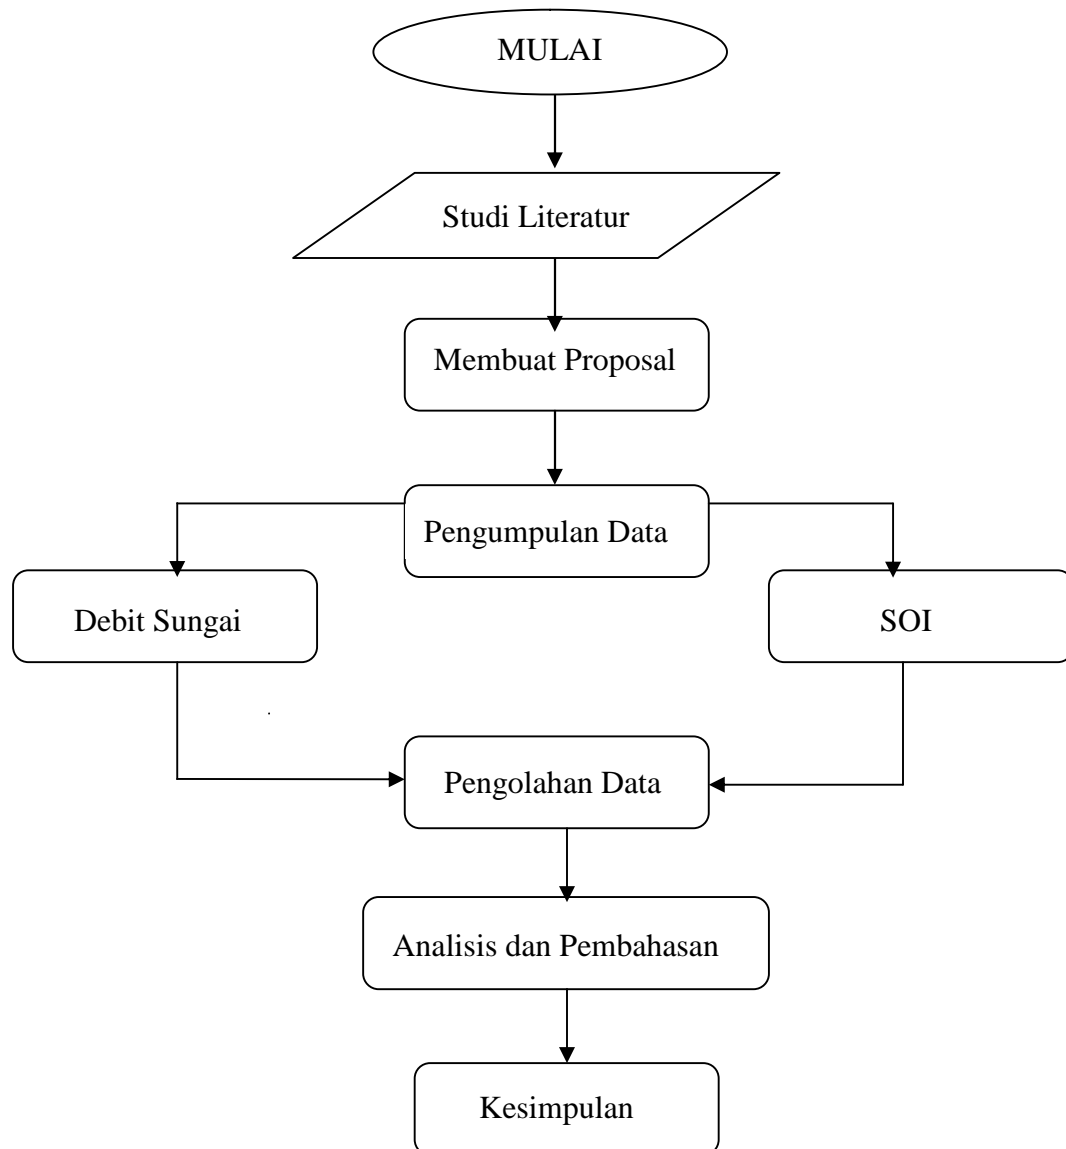 MULAI
Studi Literatur
Membuat Proposal
Pengumpulan Data
Debit Sungai
SOI
Pengolahan Data
Analisis dan Pembahasan
Kesimpulan